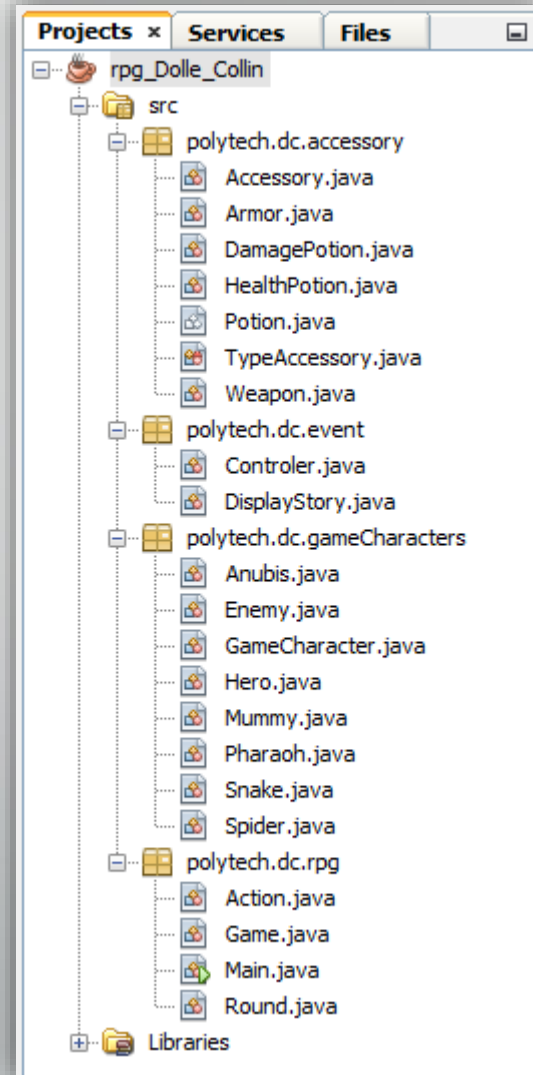 Projects × Services Files
rpg_Dolle_Collin
src
polytech.dc.accessory
Accessory.java
Armor.java
DamagePotion.java
HealthPotion.java
Potion.java
TypeAccessory.java
Weapon.java
polytech.dc.event
Controler.java
DisplayStory.java
polytech.dc.gameCharacters
Anubis.java
Enemy.java
GameCharacter.java
Hero.java
Mummy.java
Pharaoh.java
Snake.java
Spider.java
polytech.dc.rpg
Action.java
Game.java
Main.java
Round.java
Libraries